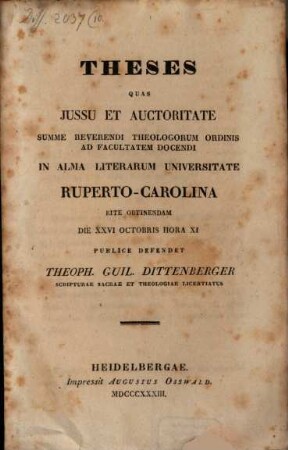 THESES
QUAS
JUSSU ET AUCTORITATE
SUMME REVERENDI THEOLOGORUM ORDINIS
AD FACULTATEM DOCENDI
IN ALMA LITERARUM UNIVERSITATE
RUPERTO-CAROLINA
RITE OBTINENDAM
DIE XXVI OCTOBRIS HORA XI
PUBLICE DEFENDET
THEOPH. GUIL. DITTENBERGER
SCRIPTURAE SACRAE ET THEOLOGIAE LICENTIATUS
HEIDELBERGAE.
Impressit AUGUSTUS OSSWALD.
MDCCCXXXIII.